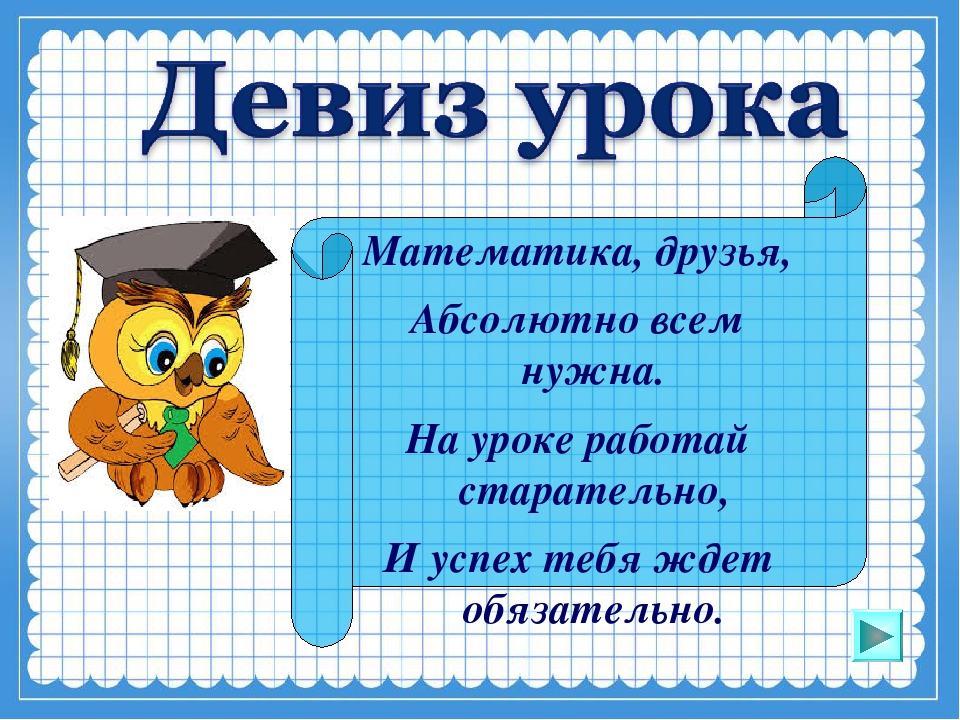 Девиз урока
Математика, друзья,
Абсолютно всем
нужна.
На уроке работай
старательно,
И успех тебя ждет
обязательно.